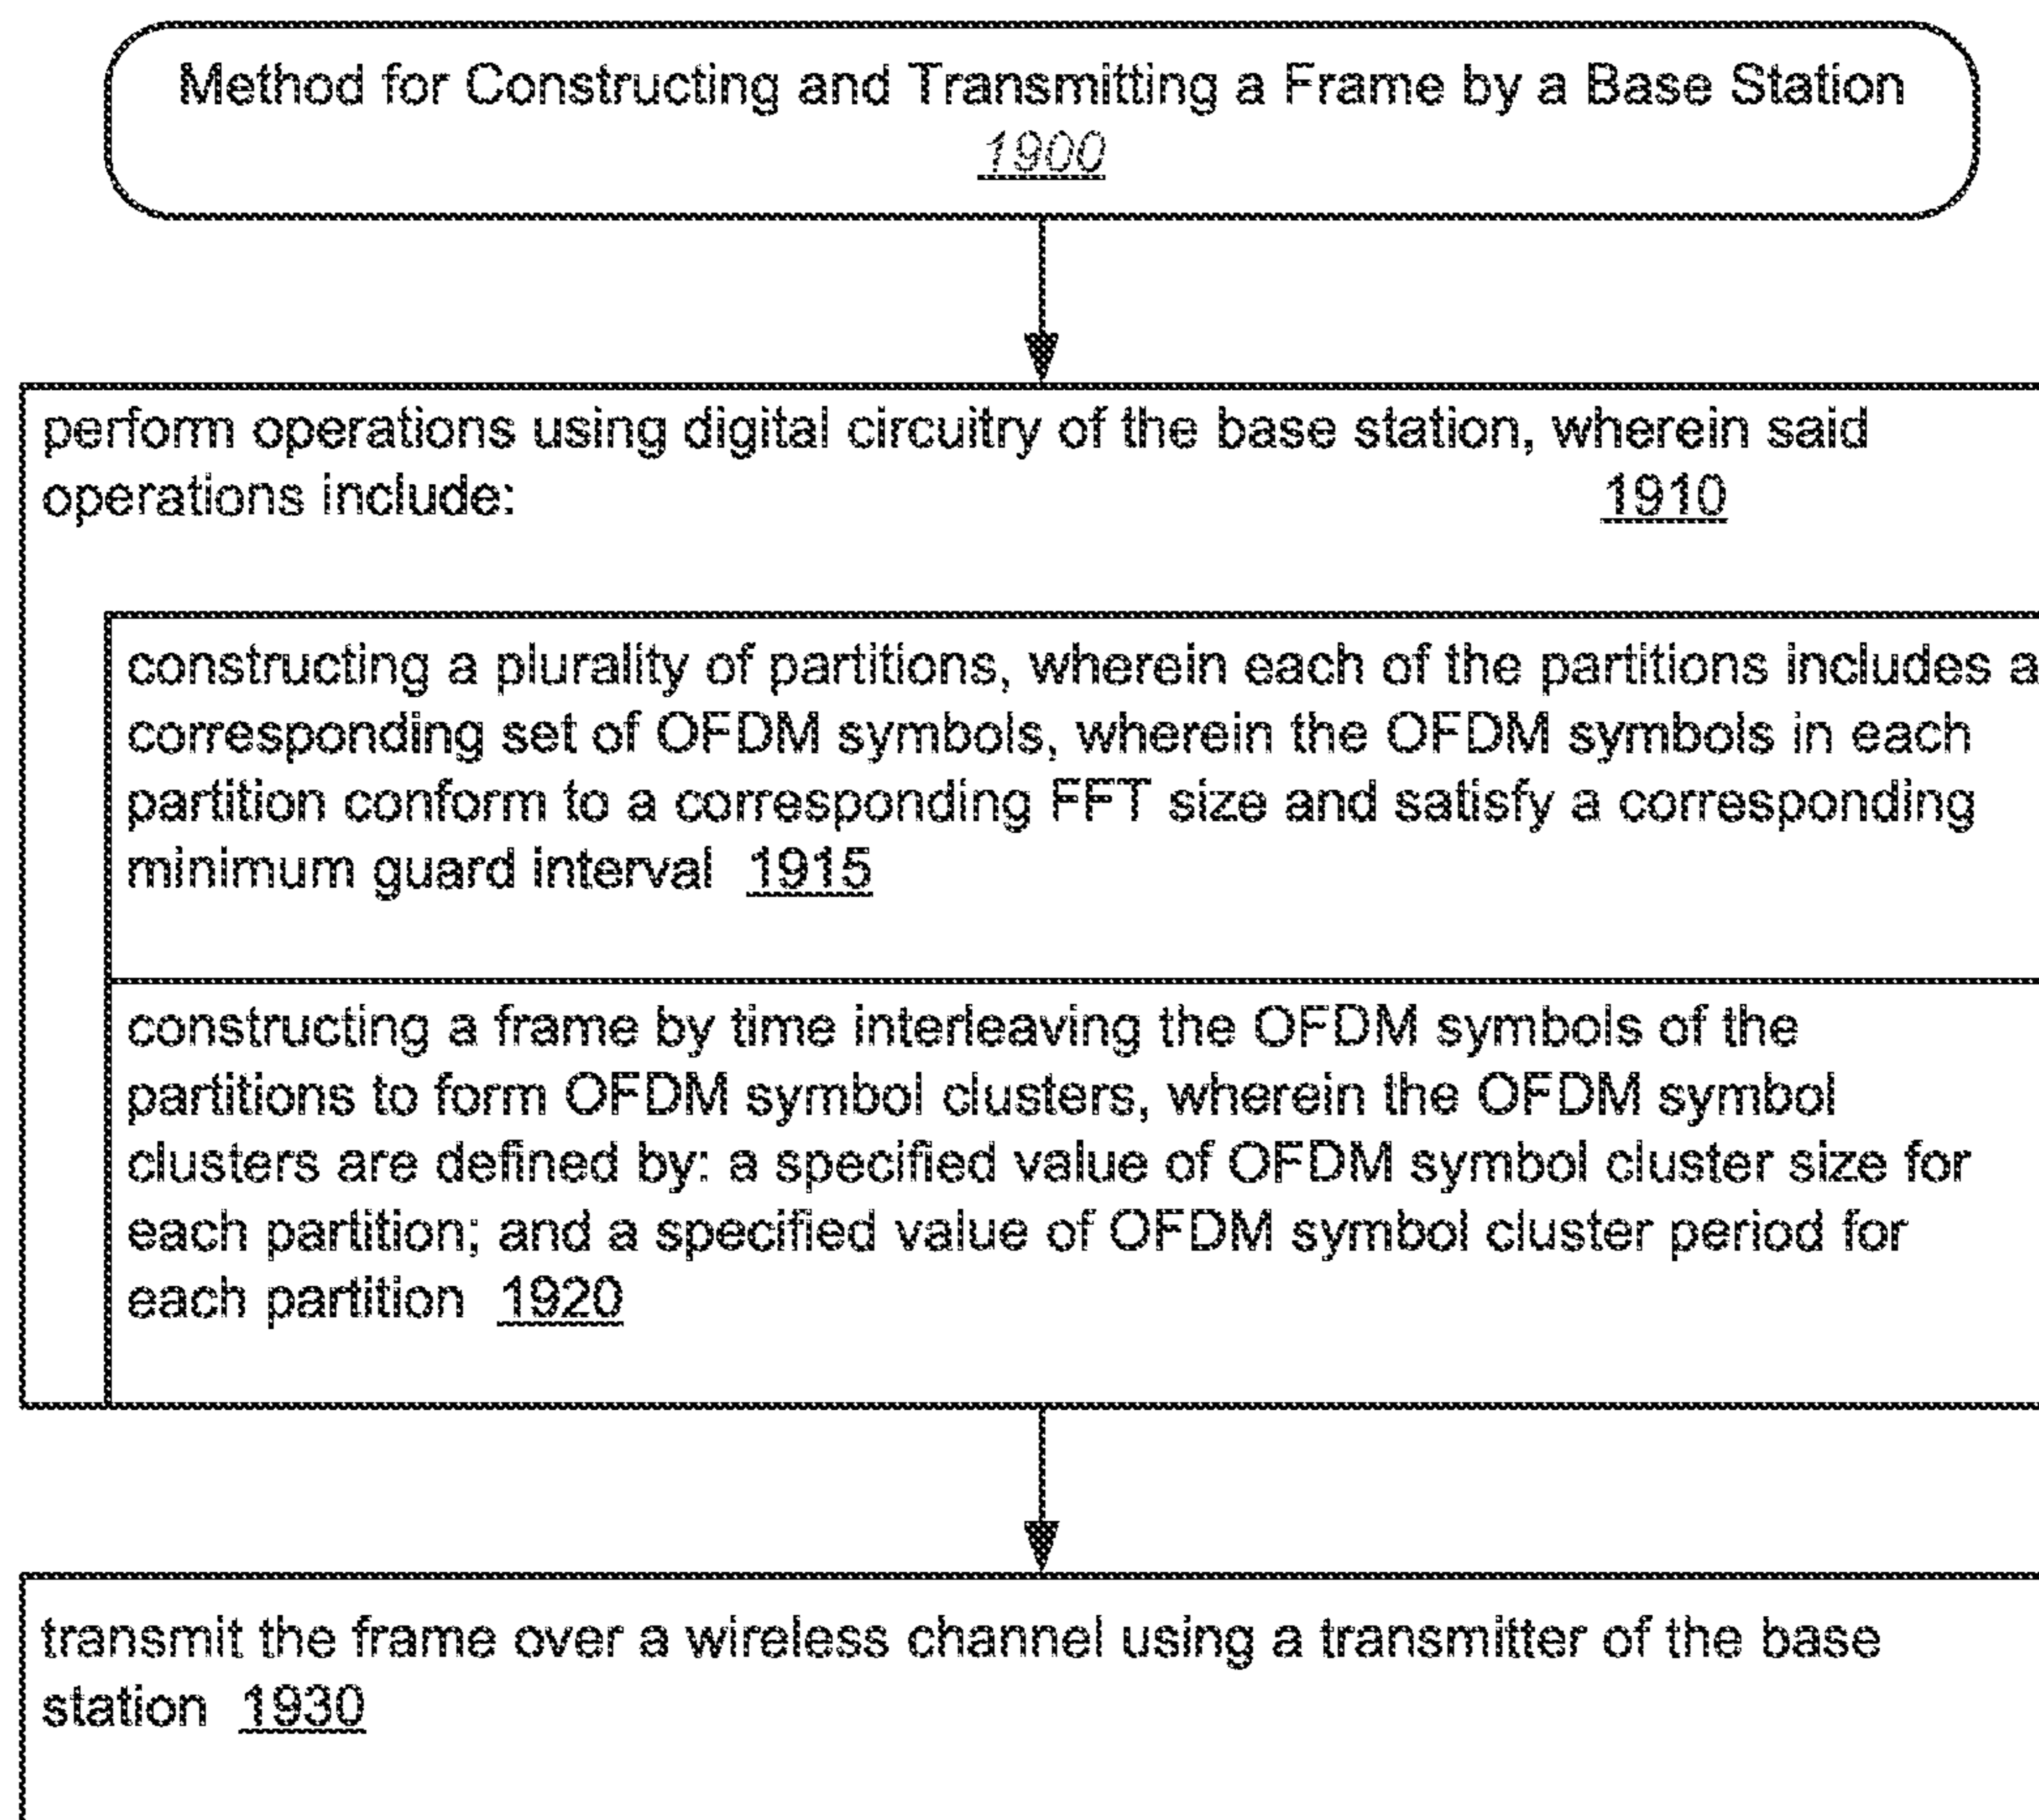 Method for Constructing and Transmitting a Frame by a Base Station
1900
perform operations using digital circuitry of the base station, wherein said
operations include: 1910
constructing a plurality of partitions, wherein each of the partitions includes a
corresponding set of OFDM symbols, wherein the OFDM symbols in each
partition conform to a corresponding FFT size and satisfy a corresponding
minimum guard interval 1915
constructing a frame by time interleaving the OFDM symbols of the
partitions to form OFDM symbol clusters, wherein the OFDM symbol
clusters are defined by: a specified value of OFDM symbol cluster size for
each partition; and a specified value of OFDM symbol cluster period for
each partition 1920
transmit the frame over a wireless channel using a transmitter of the base
station 1930